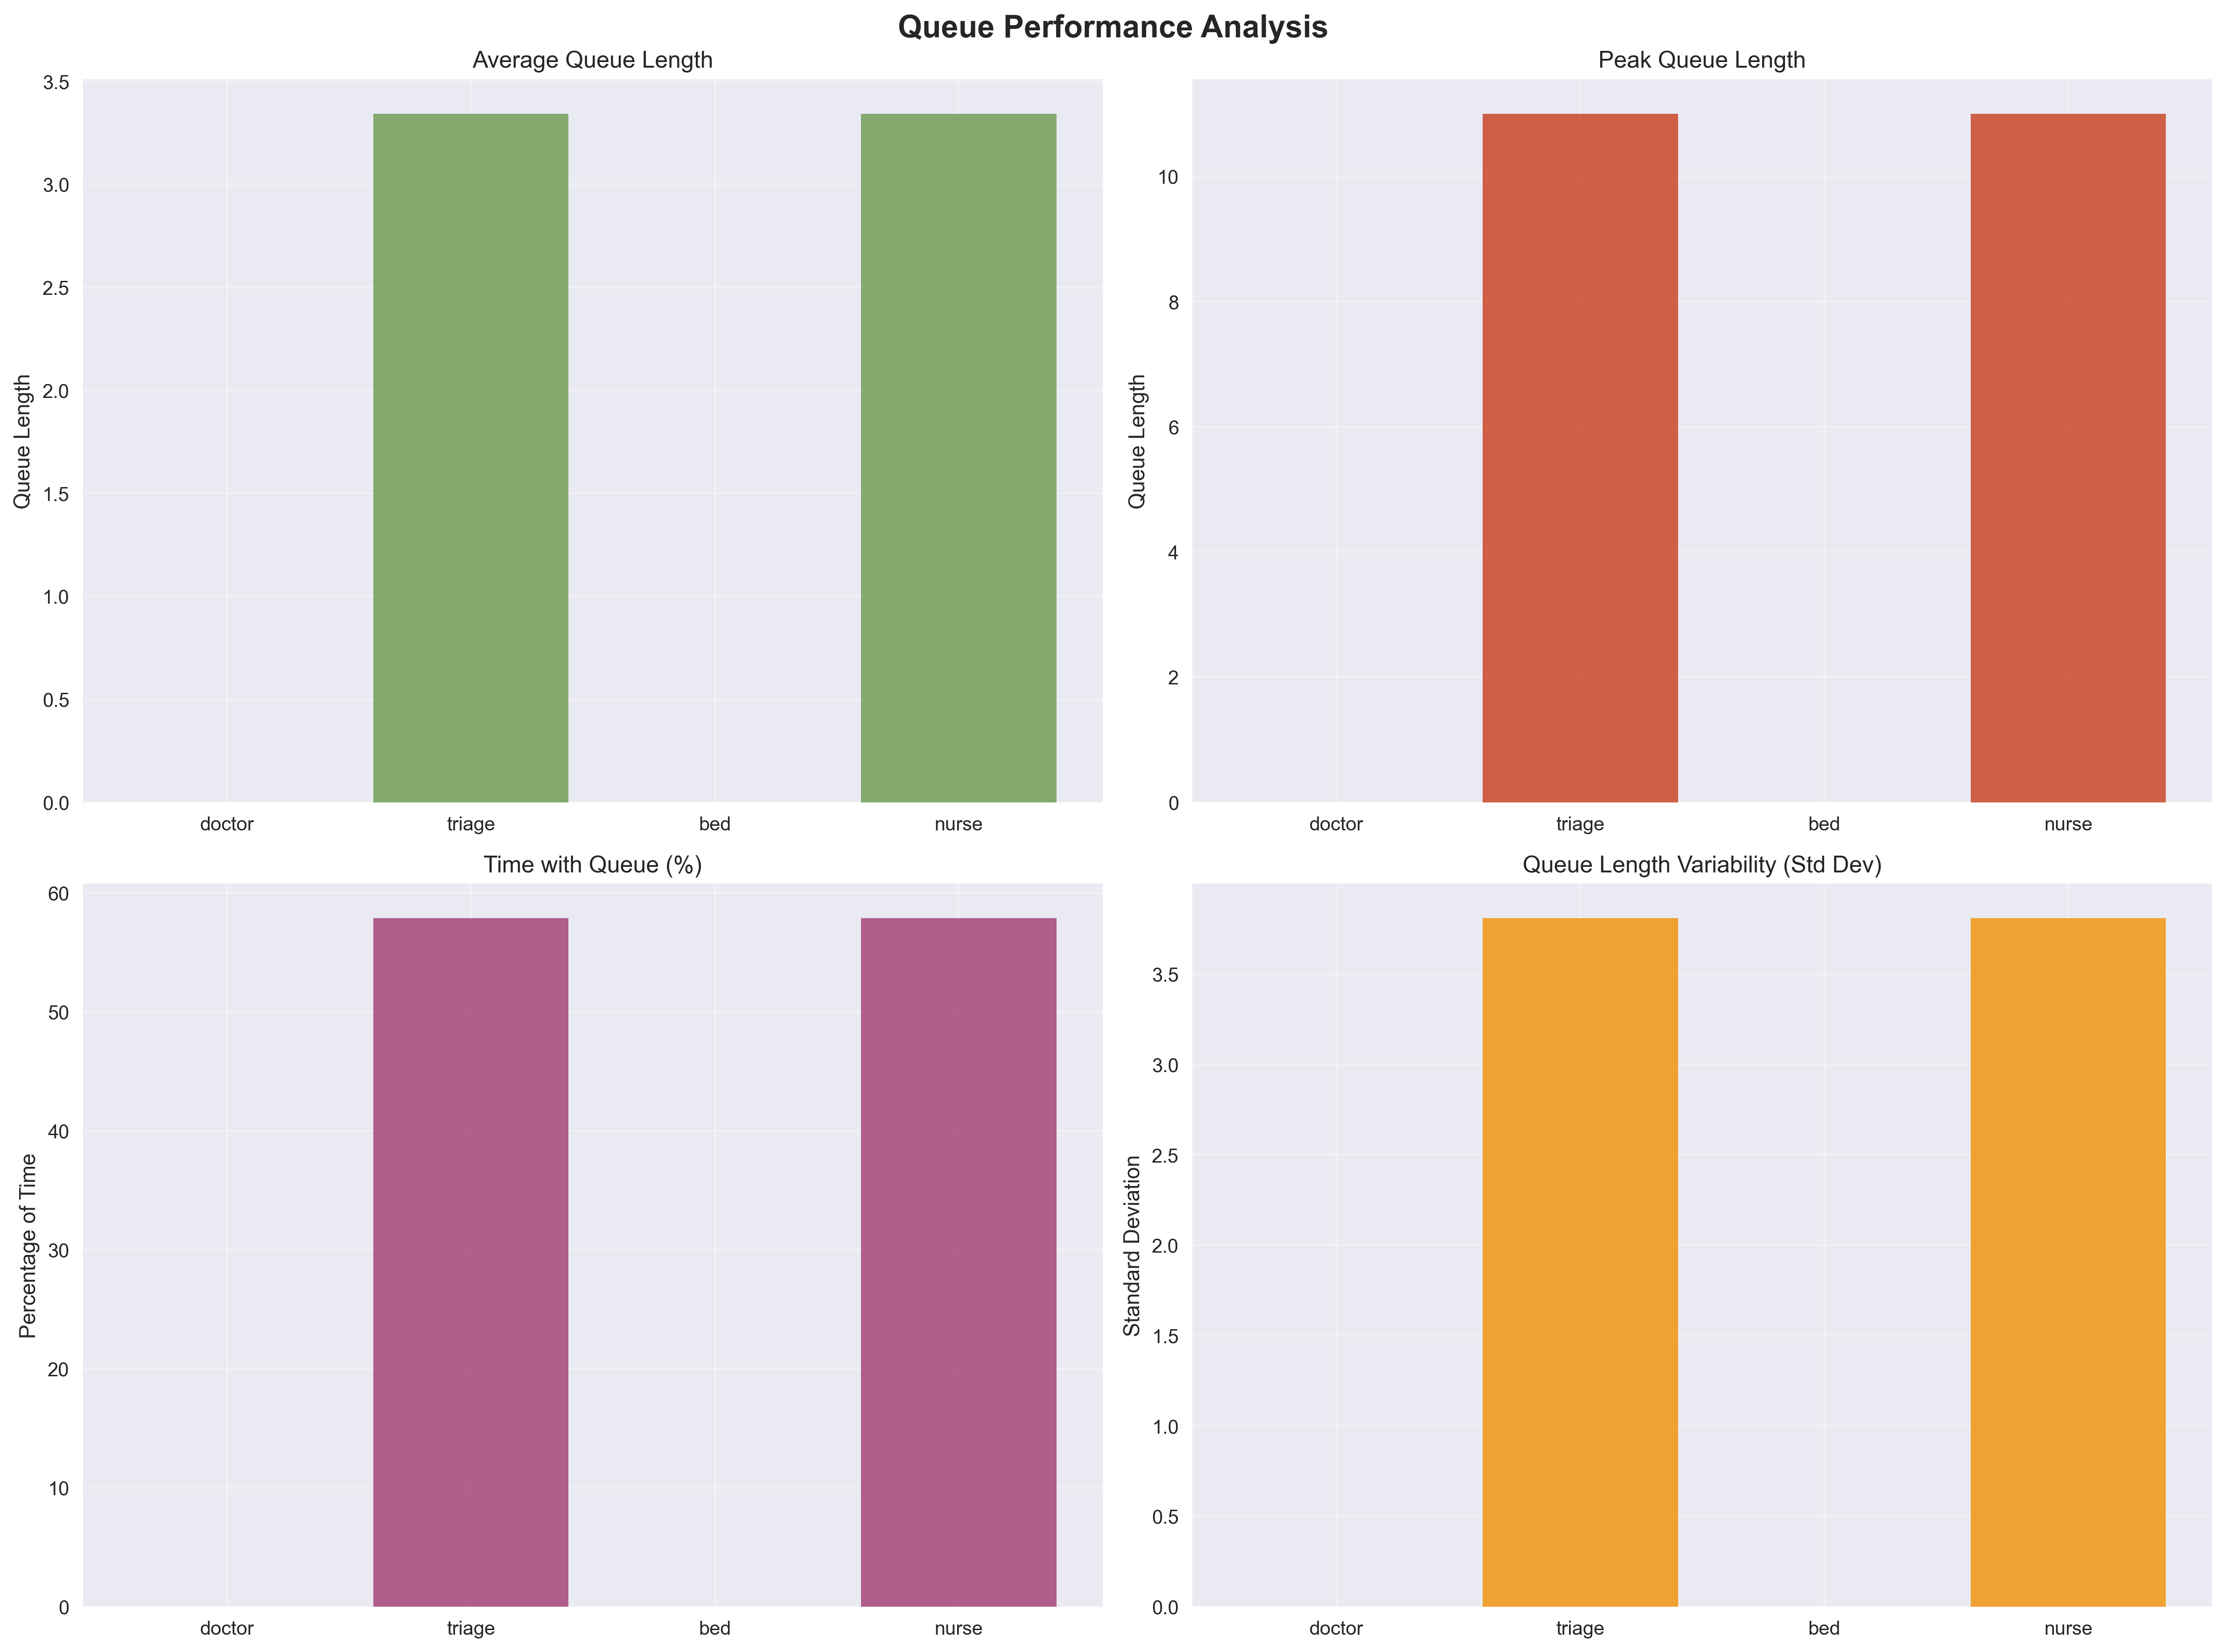 Queue Performance Analysis
Average Queue Length
Queue Length
3.5
3.0
2.5
2.0
1.5
1.0
0.5
0.0
doctor triage bed nurse
Peak Queue Length
Queue Length
10
8
6
4
2
0
doctor triage bed nurse
Time with Queue (%)
Percentage of Time
60
50
40
30
20
10
0
doctor triage bed nurse
Queue Length Variability (Std Dev)
Standard Deviation
3.5
3.0
2.5
2.0
1.5
1.0
0.5
0.0
doctor triage bed nurse